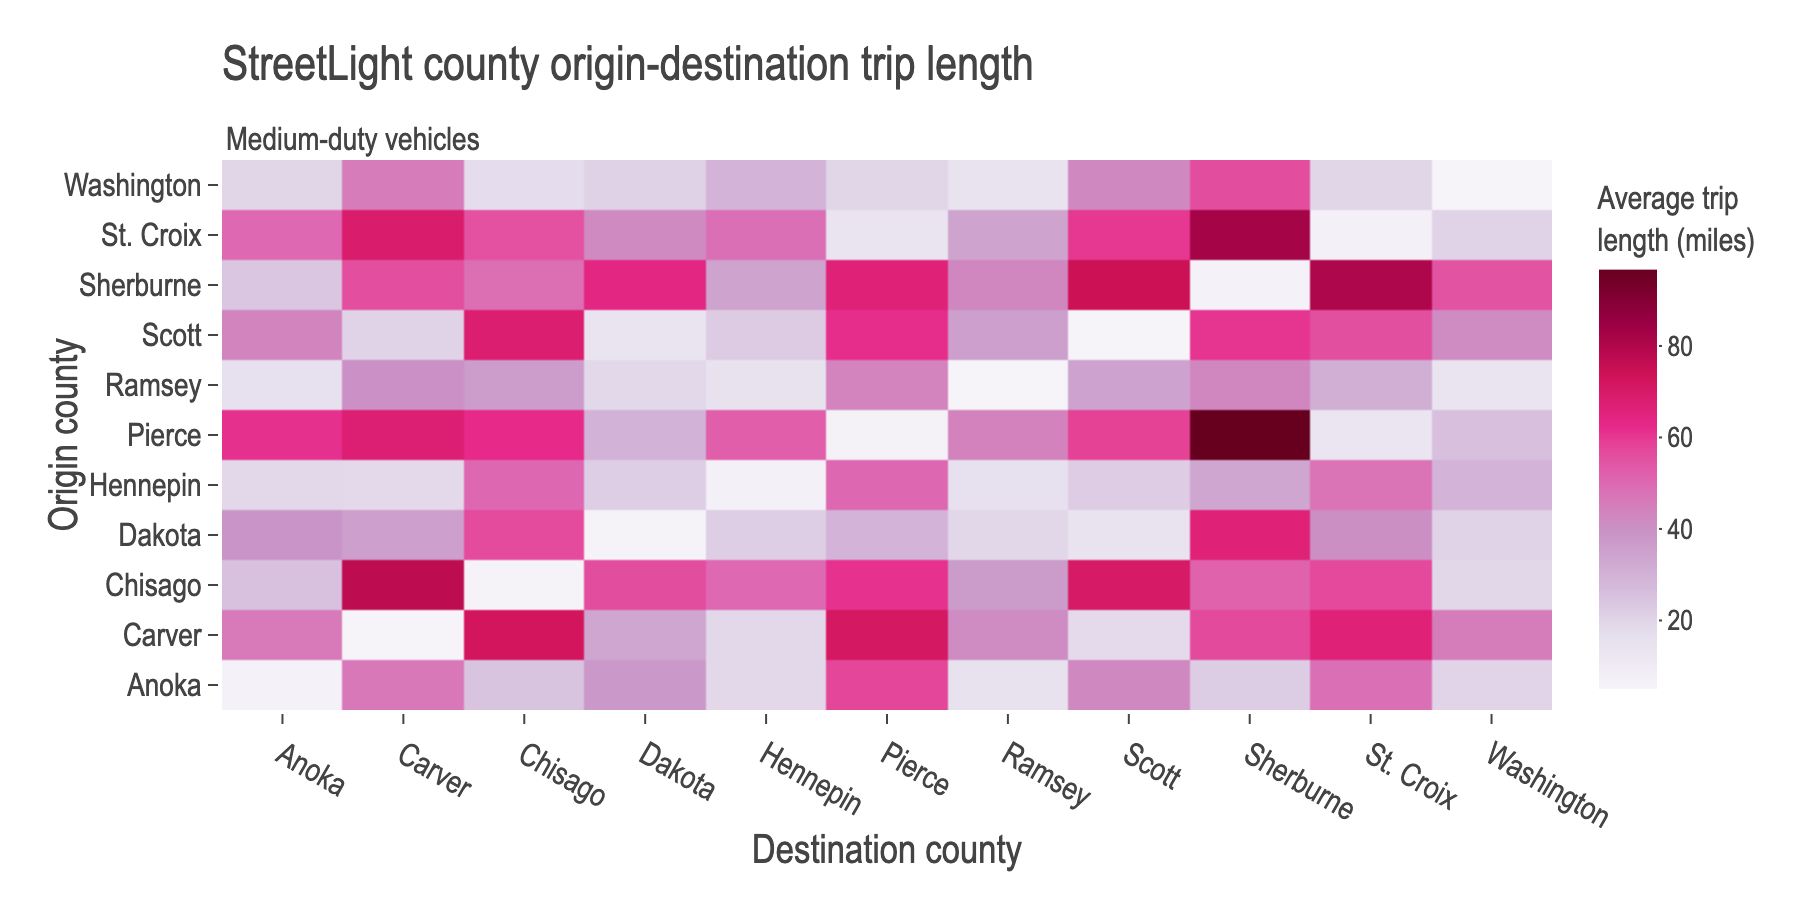 StreetLight county origin-destination trip length
Medium-duty vehicles
Origin county
Washington
St. Croix
Sherburne
Scott
Ramsey
Pierce
Hennepin
Dakota
Chisago
Carver
Anoka
Anoka
Carver
Chisago
Dakota
Hennepin
Pierce
Ramsey
Scott
Sherburne
St. Croix
Washington
Destination county
Average trip
length (miles)
80
60
40
20